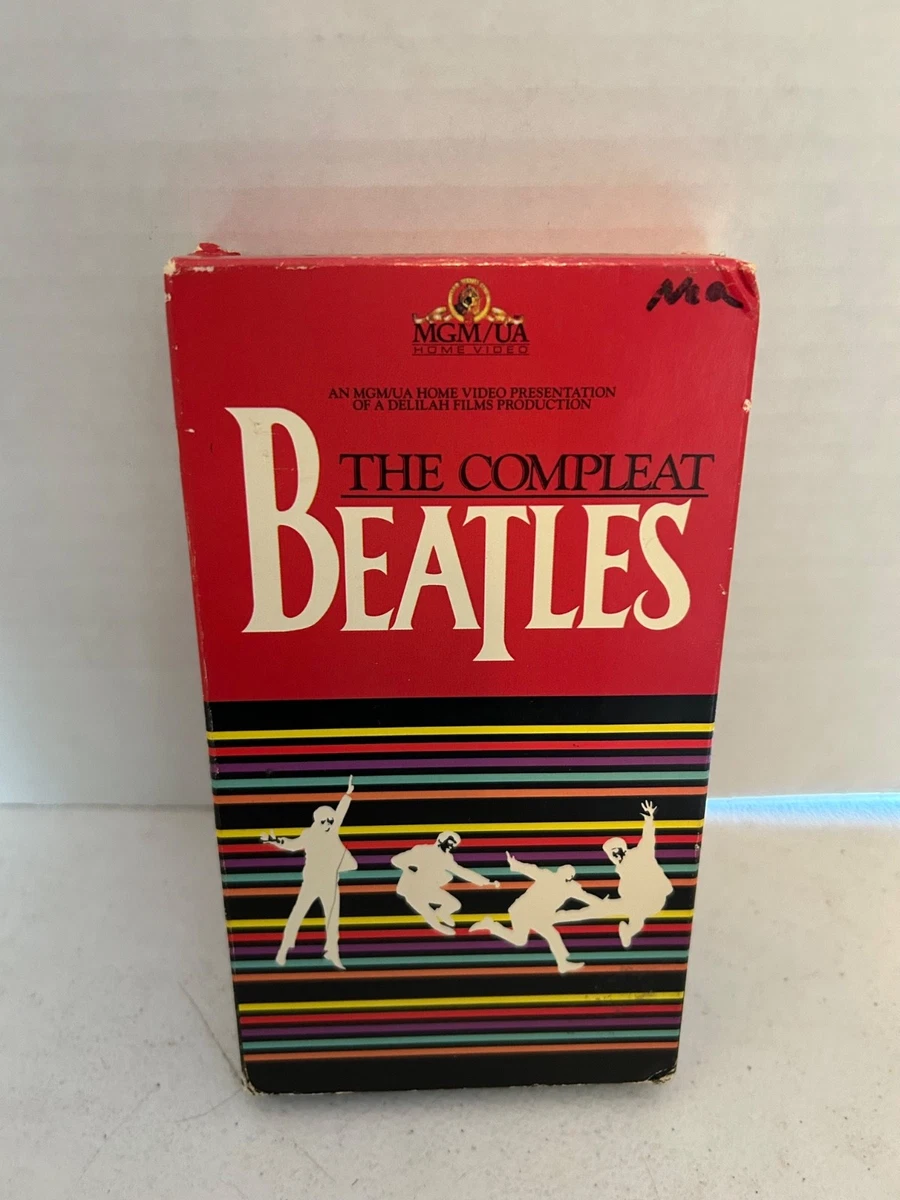 MGM/UA
HOME VIDEO
AN MGM/UA HOME VIDEO PRESENTATION
OF A DELILAH FILMS PRODUCTION
THE COMPLEAT
BEATLES